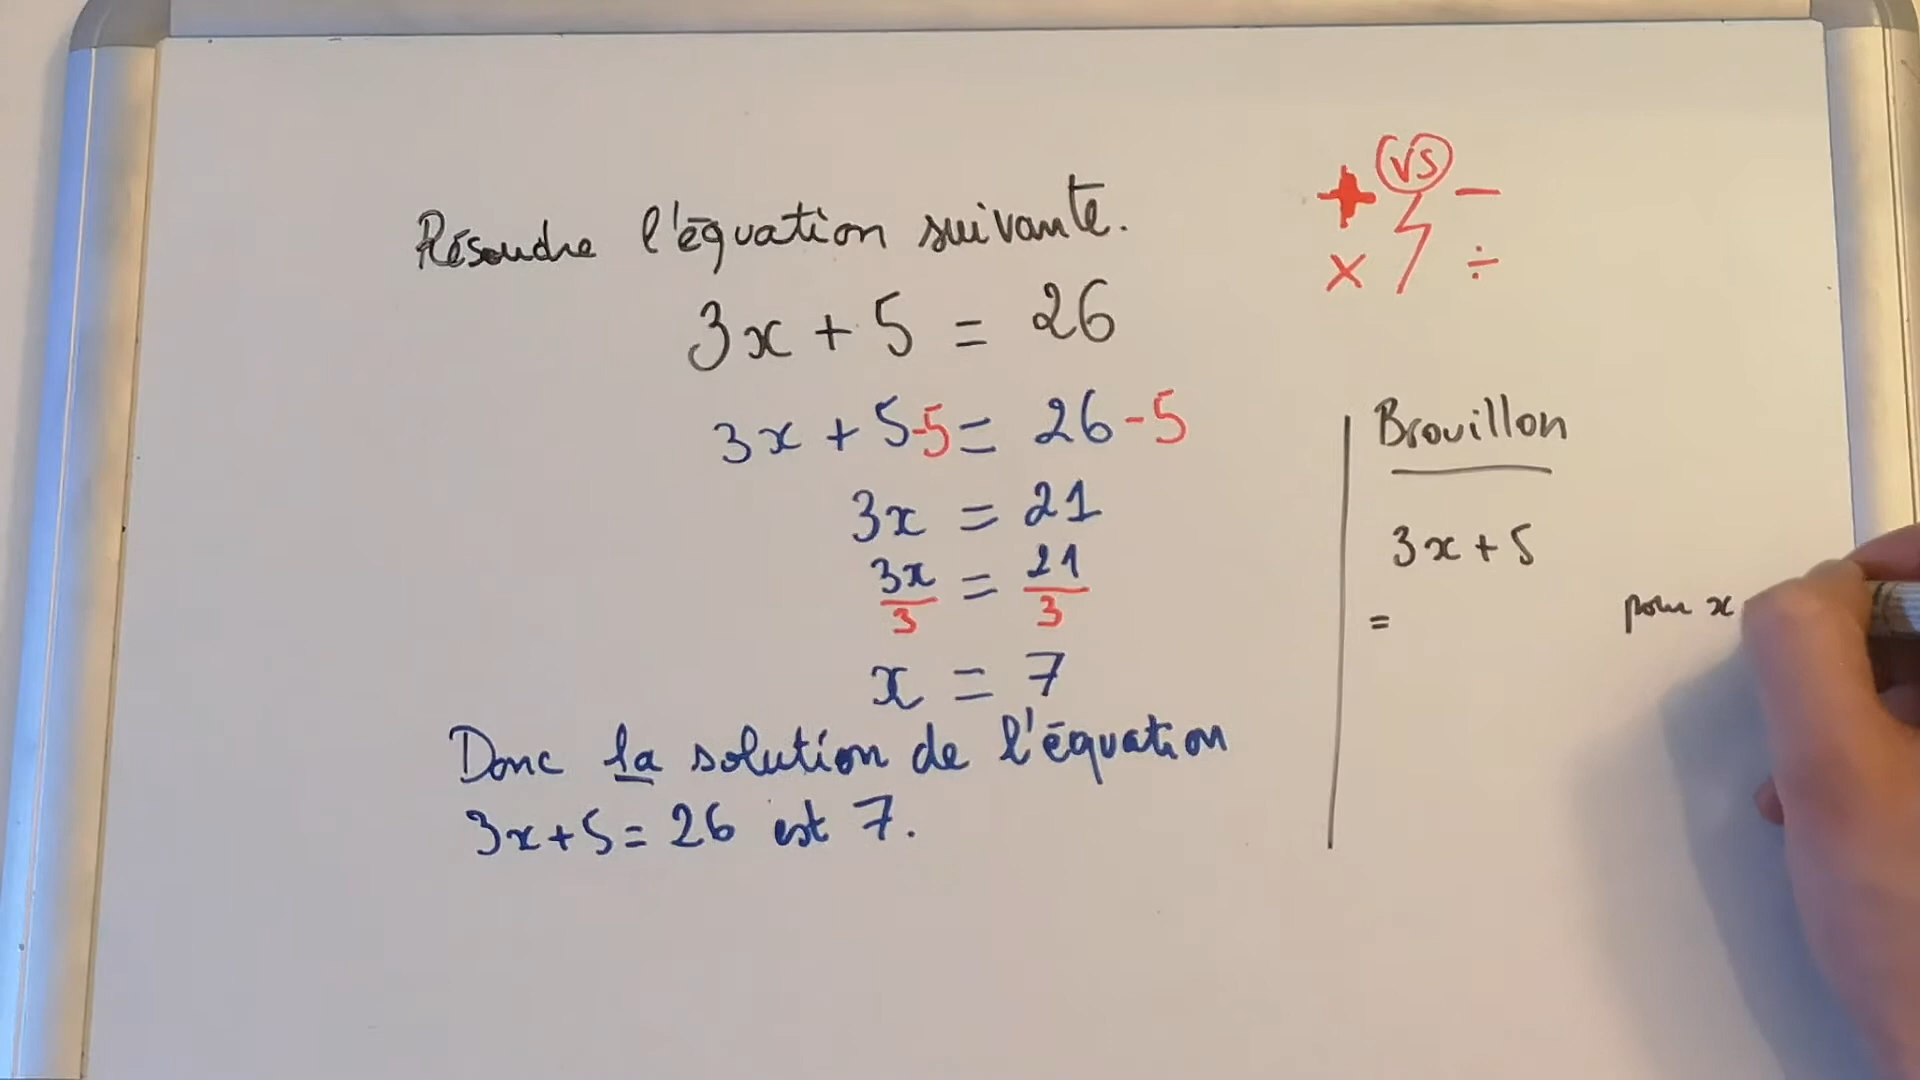 Résoudre l'équation suivante.
3x + 5 = 26
3x + 5-5 = 26-5
3x = 21
3x/3 = 21/3
x = 7
Donc la solution de l'équation
3x+5 = 26 est 7.
+ VS -
× ÷
Brouillon
3x + 5
= pour x